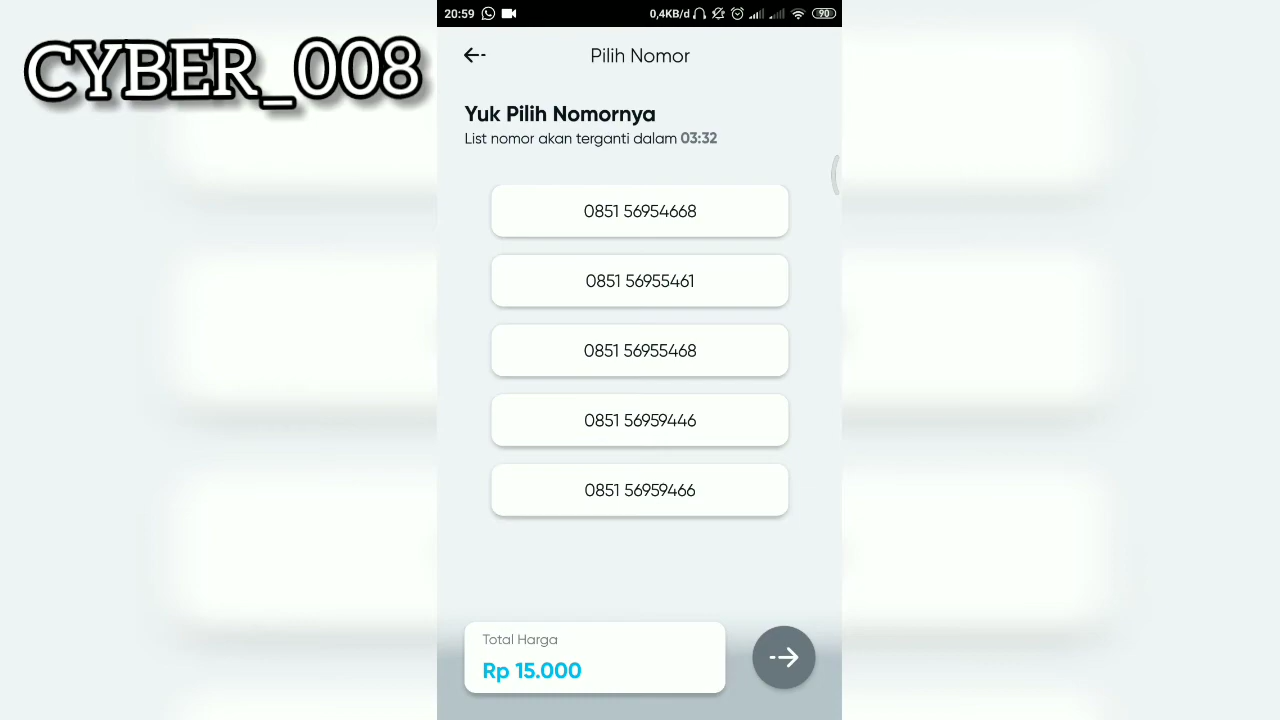 CYBER_008
20:59
0,4KB/d
90
Pilih Nomor
Yuk Pilih Nomornya
List nomor akan terganti dalam 03:32
0851 56954668
0851 56955461
0851 56955468
0851 56959446
0851 56959466
Total Harga
Rp 15.000